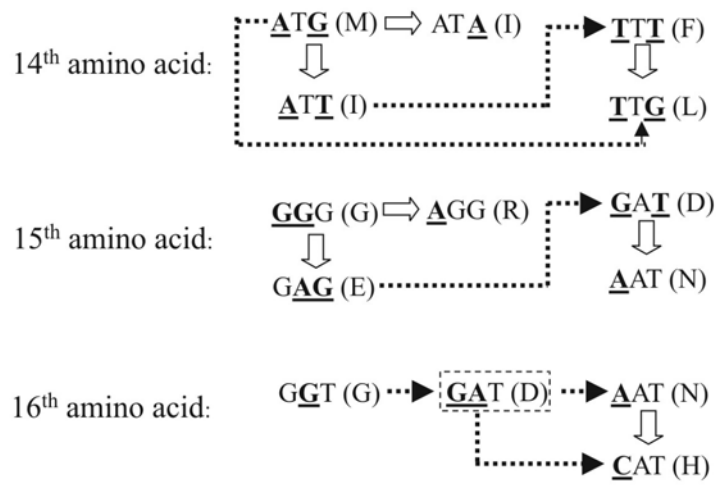 ATG (M) ATA (I) TTT (F)
14th amino acid:
ATT (I) TTG (L)
GGG (G) AGG (R) GAT (D)
15th amino acid:
GAG (E) AAT (N)
GGT (G) GAT (D) AAT (N)
16th amino acid:
CAT (H)